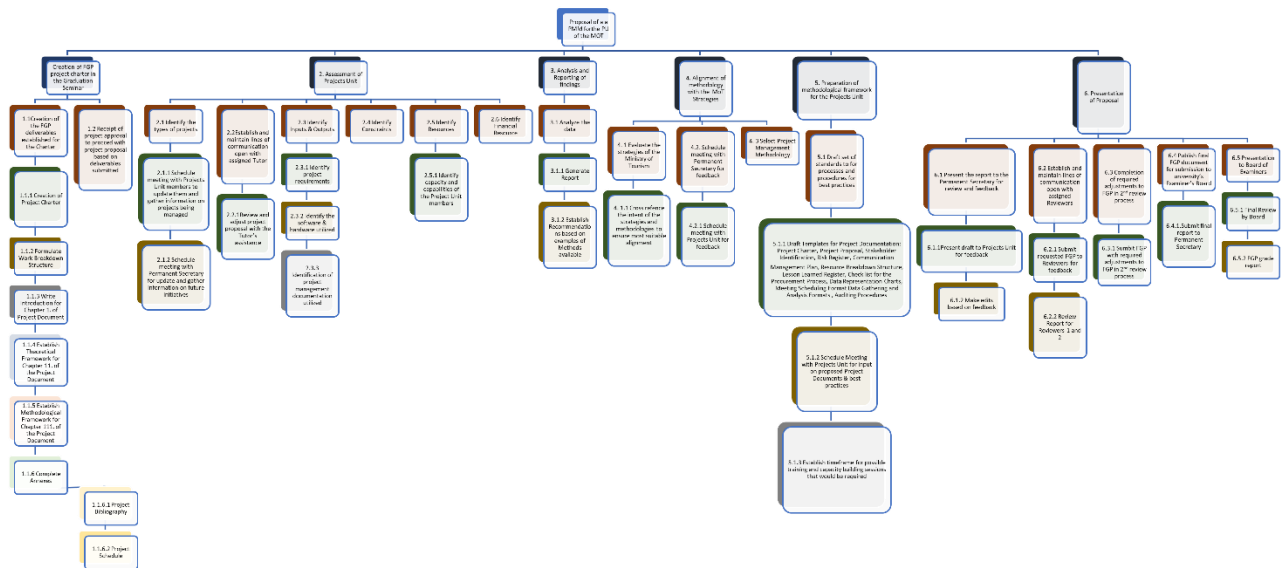 Proposal of a a
PMM for the PU
of the MOT
Creation of FGP
project charter in
the Graduation
Seminar
2. Assessment of
Projects Unit
3. Analysis and
Reporting of
findings
4. Alignment of
methodology
with the MoT
Strategies
5. Preparation of
methodological framework
for the Projects Unit
6. Presentation
of Proposal
1.1 Creation of
the FGP
deliverables
established for
the Charter
1.2 Receipt of
project approval
to proceed with
project proposal
based on
deliverables
submitted
1.1.1 Creation of
Project Charter
1.1.2 Formulate
Work Breakdown
Structure
1.1.3 Write
Introduction for
Chapter 1. of
Project Document
1.1.4 Establish
Theoretical
Framework for
Chapter 11. of
the Project
Document
1.1.5 Establish
Methodological
Framework for
Chapter 111. of
the Project
Document
1.1.6 Complete
Annexes
1.1.6.1 Project
Bibliography
1.1.6.2 Project
Schedule
2.1 Identify the
types of projects
2.1.1 Schedule
meeting with Projects
Unit members to
update them and
gather information on
projects being
managed
2.1.2 Schedule
meeting with
Permanent Secretary
for update and gather
information on future
initiatives
2.2 Establish and
maintain lines of
communication
open with
assigned Tutor
2.2.1 Review and
adjust project
proposal with the
Tutor's
assistance
2.3 Identify
Inputs & Outputs
2.3.1 Identify
project
requirements
2.3.2 Identify the
software &
hardware utilized
2.3.3
Identification of
project
management
documentation
utilized
2.4 Identify
Constraints
2.5 Identify
Resources
2.5.1 Identify
capacity and
capabilities of
the Project Unit
members
2.6 Identify
Financial
Resource
3.1 Analyze the
data
3.1.1 Generate
Report
3.1.2 Establish
Recommendations
based on
examples of
Methods
available
4.1 Evaluate the
strategies of the
Ministry of
Tourism
4.1.1 Cross refence
the intent of the
strategies and
methodologies to
ensure most suitable
alignment
4.2. Schedule
meeting with
Permanent
Secretary for
feedback
4.2.1 Schedule
meeting with
Projects Unit for
feedback
4.3 Select Project
Management
Methodology
5.1 Draft set of
standards to for
processes and
procedures for
best practices
5.1.1 Draft Templates for Project Documentation:
Project Charter, Project Proposal, Stakeholder
Identification, Risk Register, Communication
Management Plan, Resource Breakdown Structure,
Lesson Learned Register, Check list for the
Procurement Process, Data Representation Charts,
Meeting Scheduling Format Data Gathering and
Analysis Formats, Auditing Procedures
5.1.2 Schedule Meeting
with Projects Unit for input
on proposed Project
Documents & best
practices
5.1.3 Establish timeframe for possible
training and capacity building sessions
that would be required
6.1 Present the report to the
Permanent Secretary for
review and feedback
6.1.1 Present draft to Projects Unit
for feedback
6.1.2 Make edits
based on feedback
6.2 Establish and
maintain lines of
communication
open with
assigned
Reviewers
6.2.1 Submit
requested FGP to
Reviewers for
feedback
6.2.2 Review
Report for
Reviewers 1 and
2
6.3 Completion of
required
adjustments to
FGP in 2nd review
process
6.3.1 Sumbit FGP
with required
adjustments to
FGP in 2nd review
process
6.4 Publish final
FGP document for
submission to
university's
Examiner's Board
6.4.1 Submit final
report to
Permanent
Secretary
6.5 Presentation
to Board of
Examiners
6.5.1 Final Review
by Board
6.5.2 FGP grade
report